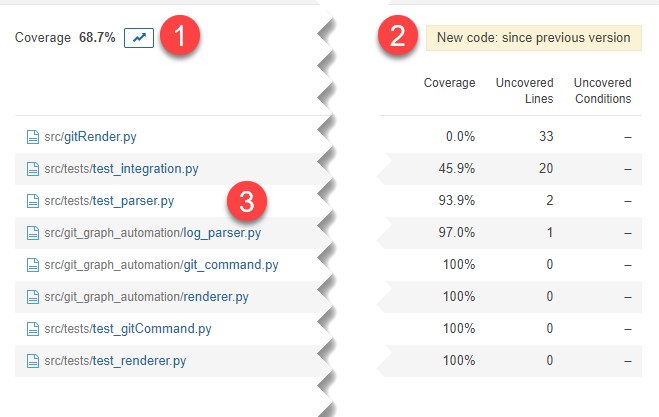 Coverage 68.7% 1 2 New code: since previous version
Coverage Uncovered Lines Uncovered Conditions
src/gitRender.py 0.0% 33 –
src/tests/test_integration.py 45.9% 20 –
src/tests/test_parser.py 3 93.9% 2 –
src/git_graph_automation/log_parser.py 97.0% 1 –
src/git_graph_automation/git_command.py 100% 0 –
src/git_graph_automation/renderer.py 100% 0 –
src/tests/test_gitCommand.py 100% 0 –
src/tests/test_renderer.py 100% 0 –